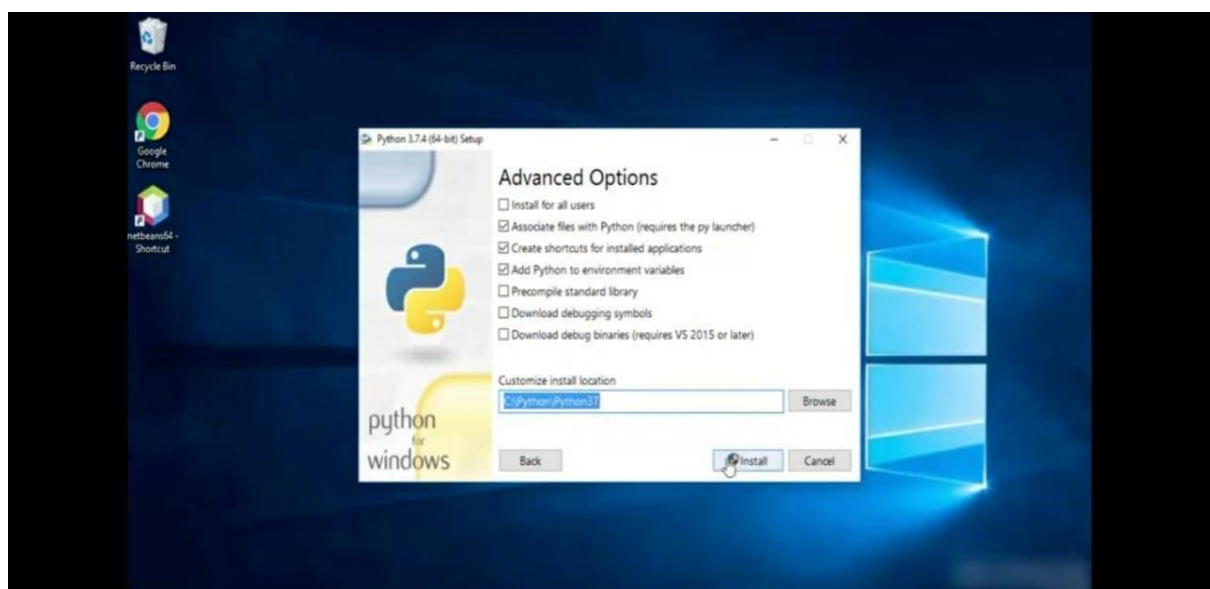 Recycle Bin
Google
Chrome
netbeans64 -
Shortcut
Python 3.7.4 (64-bit) Setup
Advanced Options
Install for all users
Associate files with Python (requires the py launcher)
Create shortcuts for installed applications
Add Python to environment variables
Precompile standard library
Download debugging symbols
Download debug binaries (requires VS 2015 or later)
Customize install location
C:\Python\Python37
Browse
python
for
windows
Back
Install
Cancel